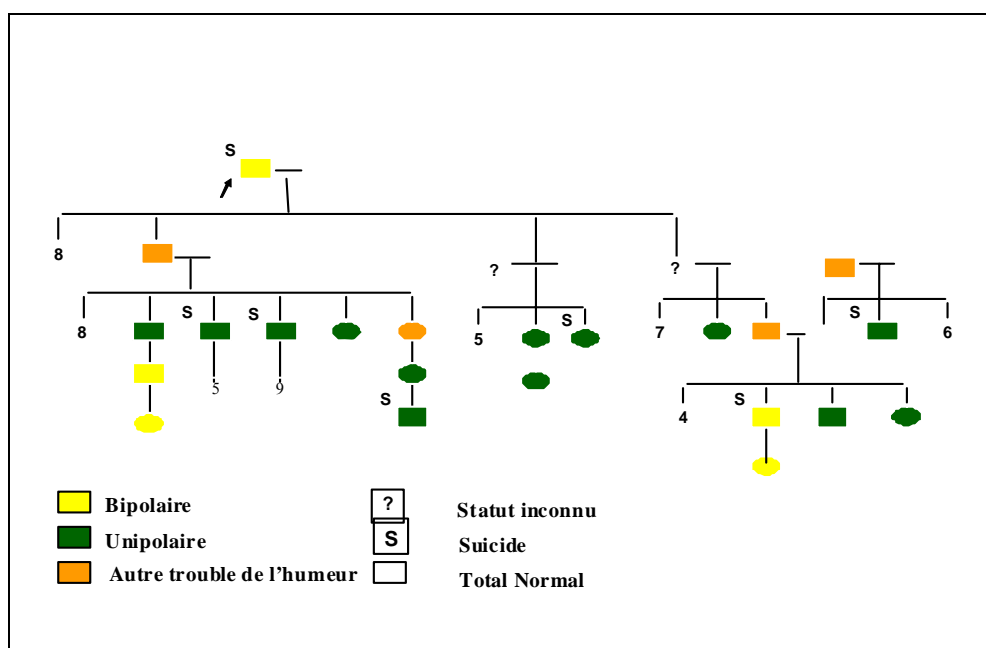 S
8
?
?
8
S
S
5
S
7
S
6
5
9
S
4
S
Bipolaire
? Statut inconnu
Unipolaire
S Suicide
Autre trouble de l'humeur
Total Normal